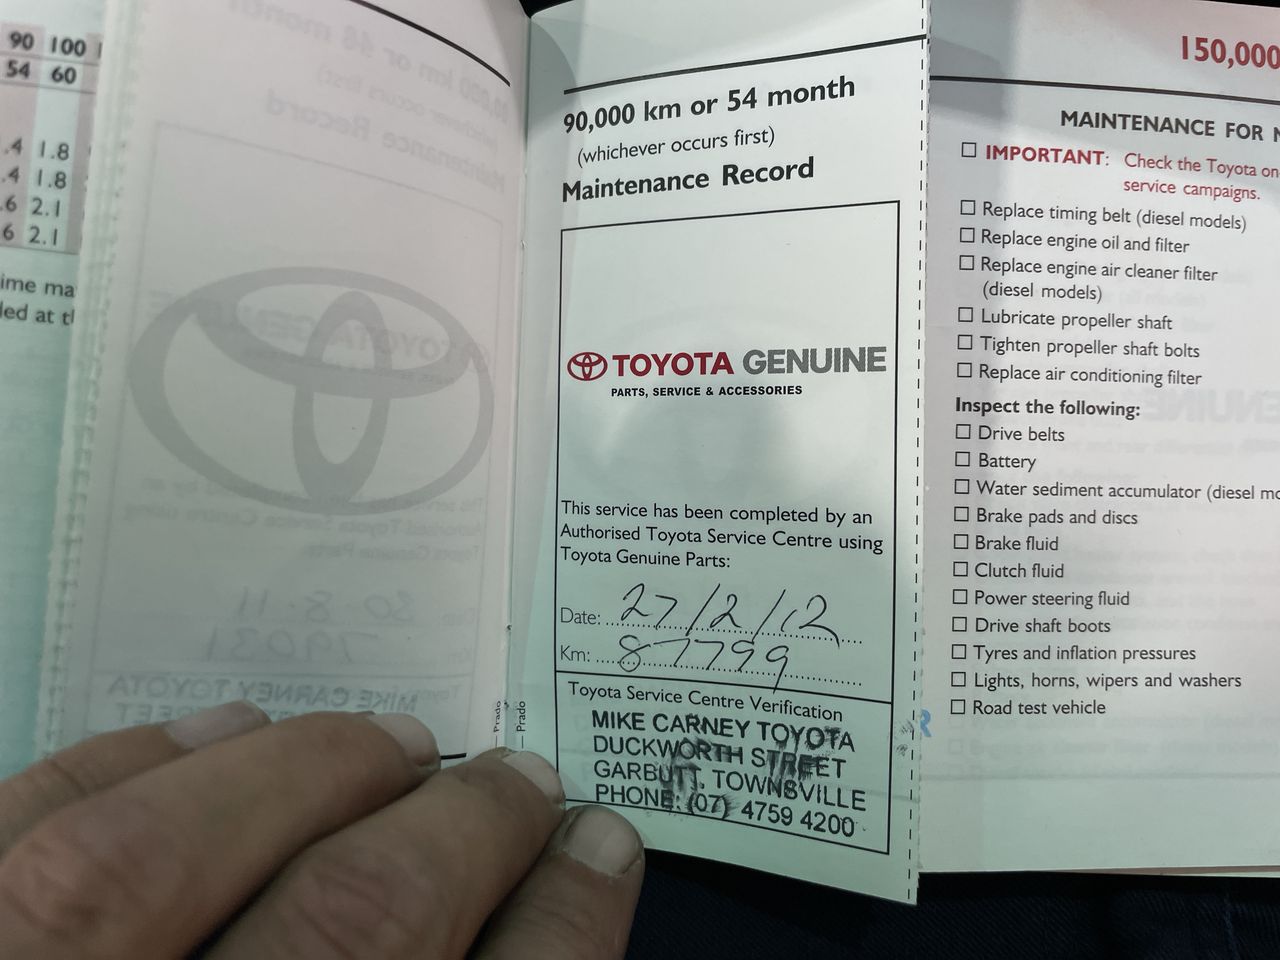 90 100
54 60
.4 1.8
.4 1.8
.6 2.1
6 2.1
ime ma
led at tl
90,000 km or 54 month
(whichever occurs first)
Maintenance Record
TOYOTA GENUINE
PARTS, SERVICE & ACCESSORIES
This service has been completed by an
Authorised Toyota Service Centre using
Toyota Genuine Parts:
Date: 27/2/12
Km: 87799
Toyota Service Centre Verification
MIKE CARNEY TOYOTA
DUCKWORTH STREET
GARBUTT, TOWNSVILLE
PHONE: (07) 4759 4200
Prado
Prado
150,000
MAINTENANCE FOR
IMPORTANT: Check the Toyota on-
service campaigns.
Replace timing belt (diesel models)
Replace engine oil and filter
Replace engine air cleaner filter
(diesel models)
Lubricate propeller shaft
Tighten propeller shaft bolts
Replace air conditioning filter
Inspect the following:
Drive belts
Battery
Water sediment accumulator (diesel mo
Brake pads and discs
Brake fluid
Clutch fluid
Power steering fluid
Drive shaft boots
Tyres and inflation pressures
Lights, horns, wipers and washers
Road test vehicle